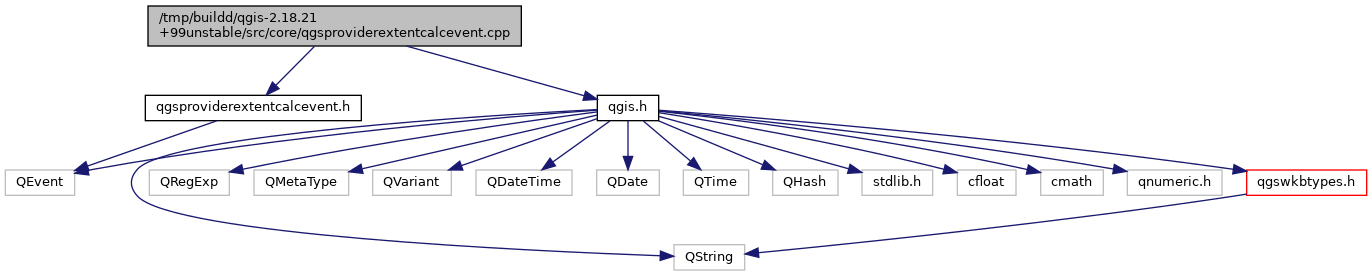 /tmp/buildd/qgis-2.18.21
+99unstable/src/core/qgsproviderextentcalcevent.cpp
qgsproviderextentcalcevent.h
qgis.h
QEvent
QRegExp
QMetaType
QVariant
QDateTime
QDate
QTime
QHash
stdlib.h
cfloat
cmath
qnumeric.h
qgswkbtypes.h
QString